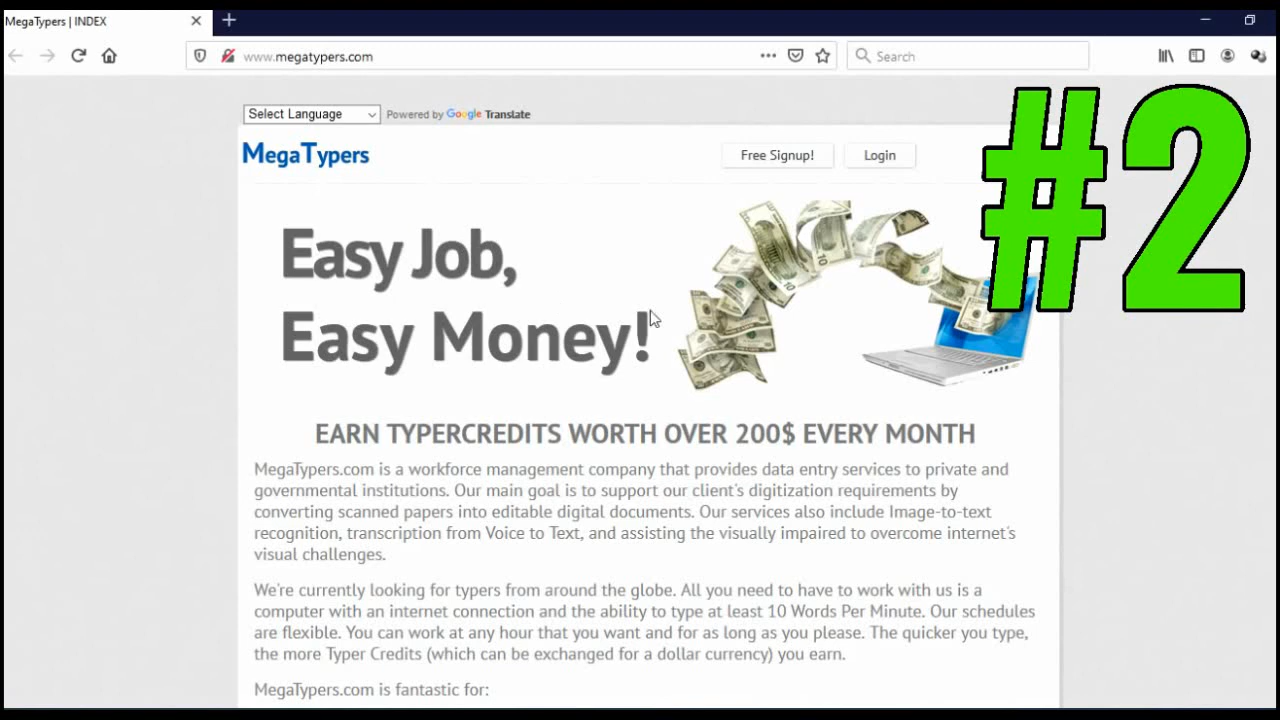 MegaTypers | INDEX
www.megatypers.com
Search
#2
Select Language
Powered by Google Translate
MegaTypers
Free Signup!
Login
Easy Job,
Easy Money!
EARN TYPERCREDITS WORTH OVER 200$ EVERY MONTH
MegaTypers.com is a workforce management company that provides data entry services to private and
governmental institutions. Our main goal is to support our client's digitization requirements by
converting scanned papers into editable digital documents. Our services also include Image-to-text
recognition, transcription from Voice to Text, and assisting the visually impaired to overcome internet's
visual challenges.
We're currently looking for typers from around the globe. All you need to have to work with us is a
computer with an internet connection and the ability to type at least 10 Words Per Minute. Our schedules
are flexible. You can work at any hour that you want and for as long as you please. The quicker you type,
the more Typer Credits (which can be exchanged for a dollar currency) you earn.
MegaTypers.com is fantastic for: